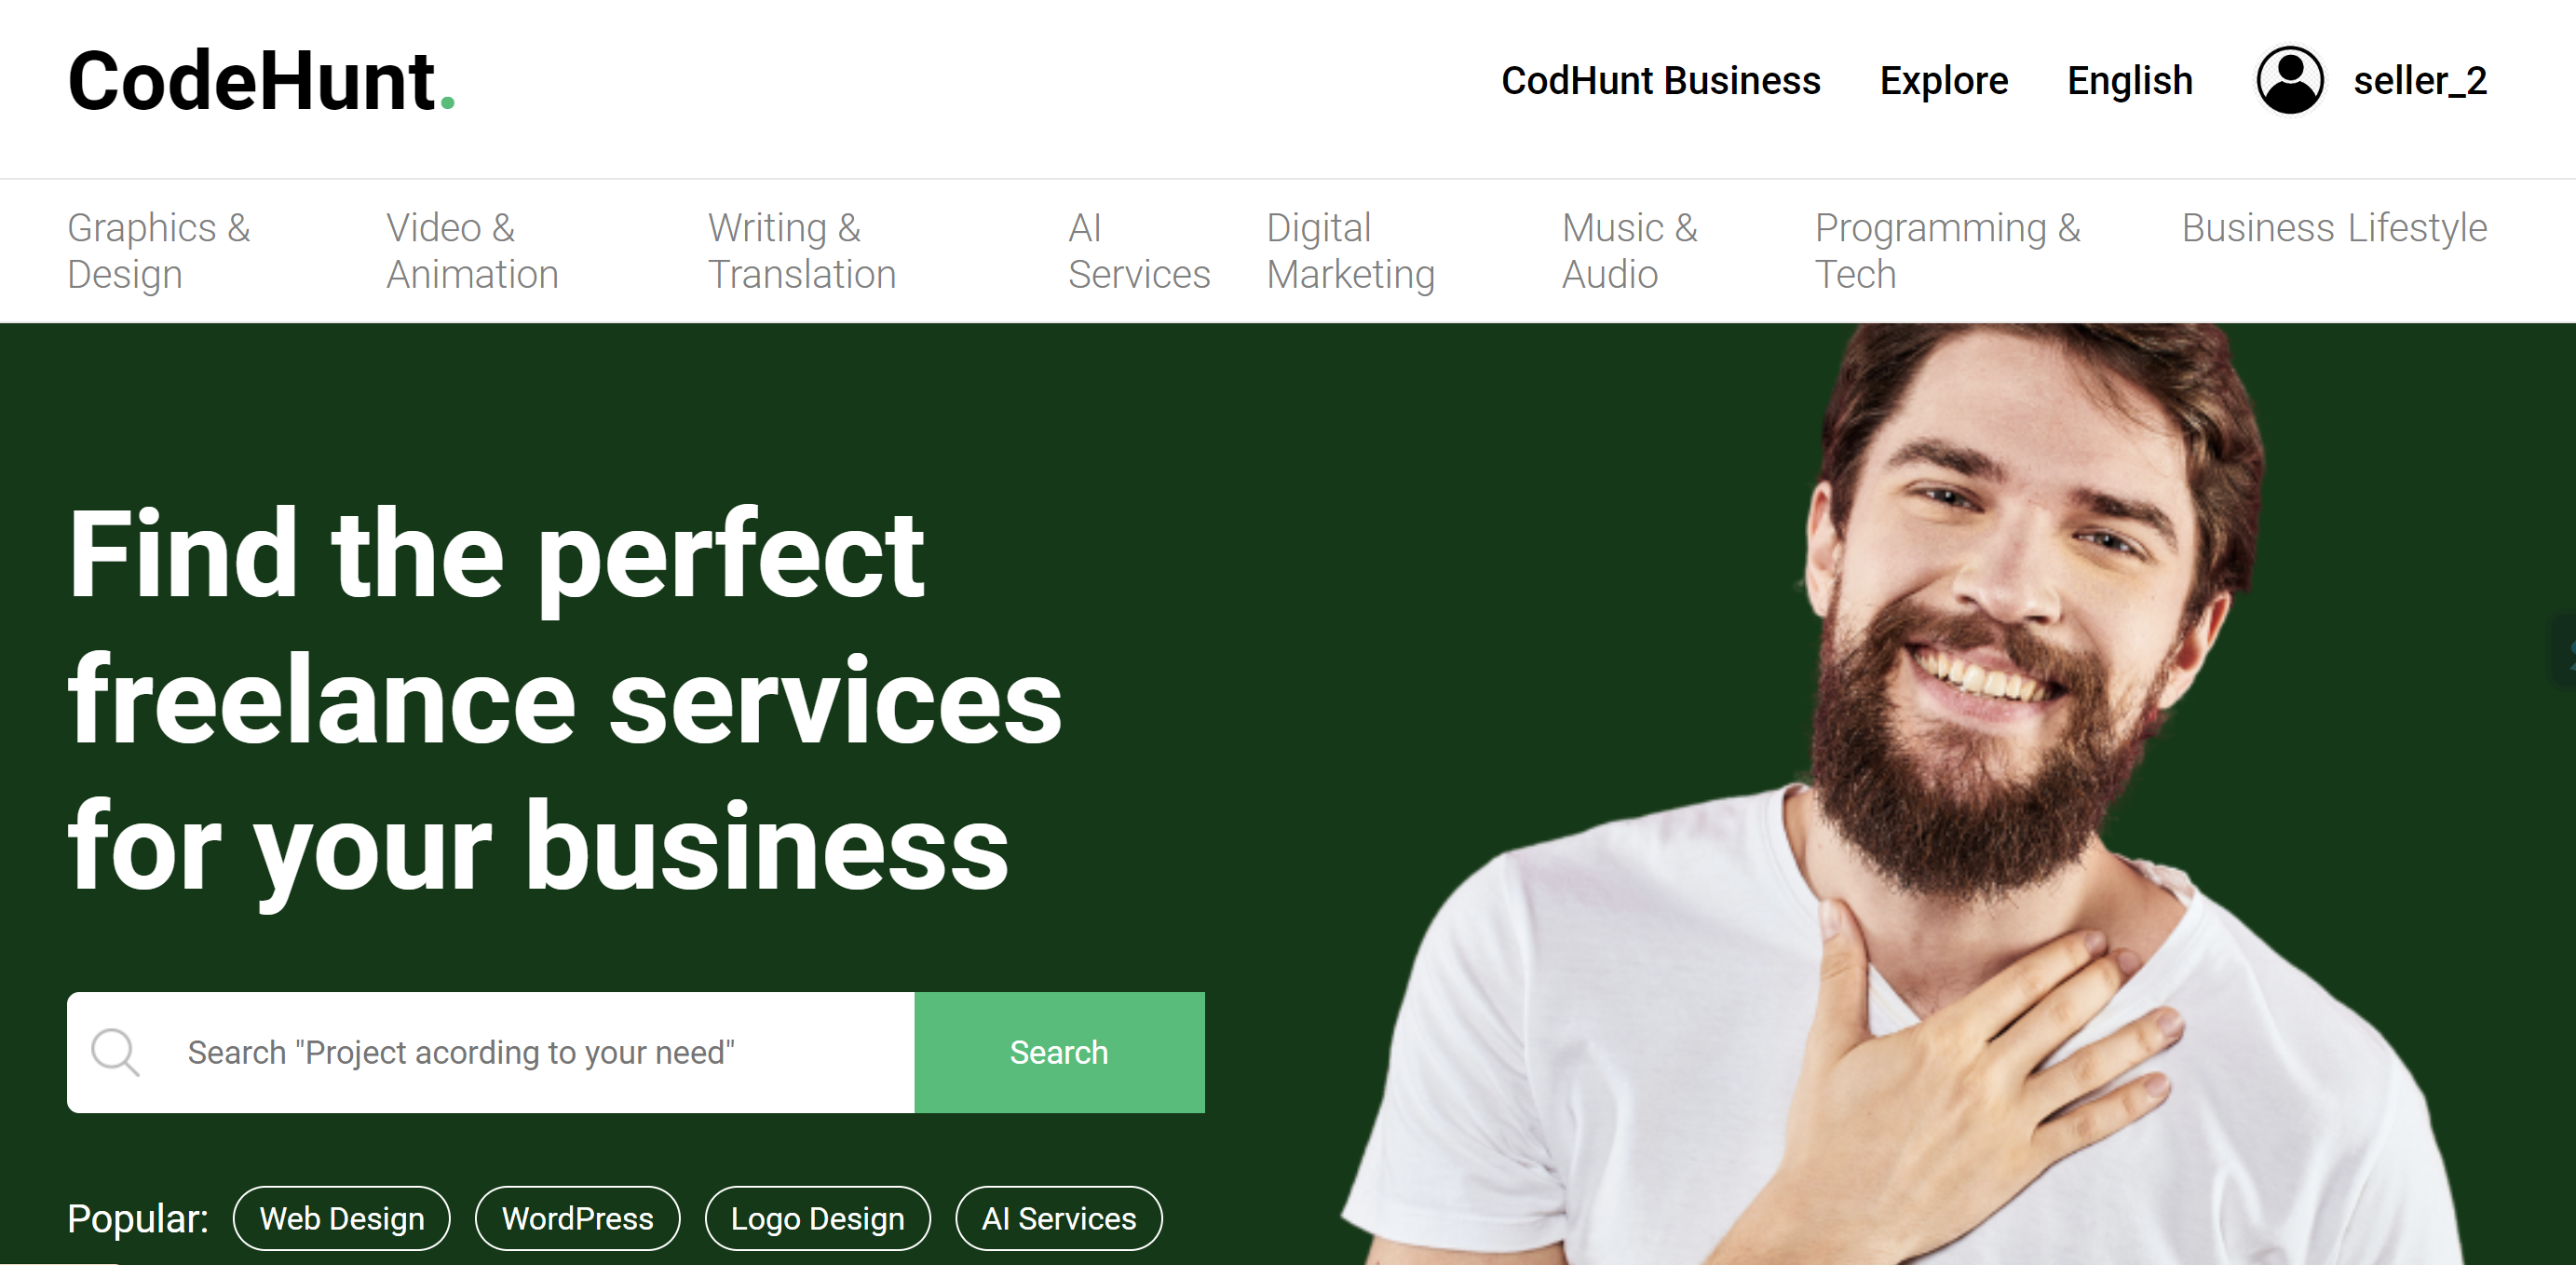 CodeHunt.
CodHunt Business
Explore
English
seller_2
Graphics &
Design
Video &
Animation
Writing &
Translation
AI
Services
Digital
Marketing
Music &
Audio
Programming &
Tech
Business
Lifestyle
Find the perfect
freelance services
for your business
Search "Project acording to your need"
Search
Popular:
Web Design
WordPress
Logo Design
AI Services